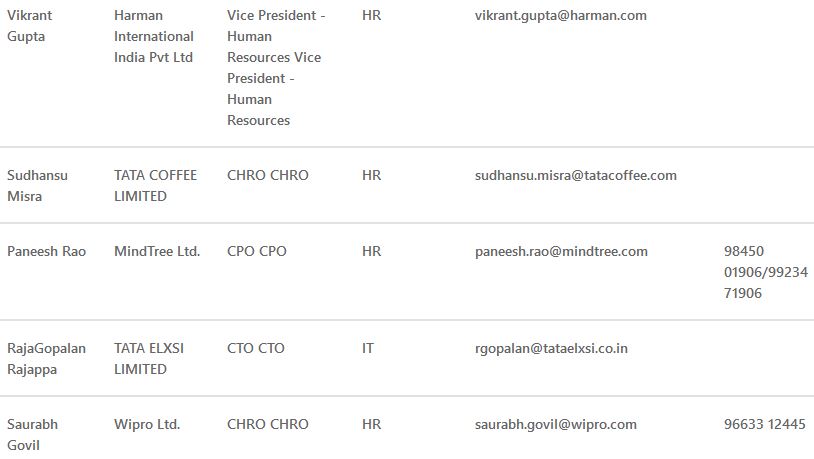 Vikrant Gupta Harman International India Pvt Ltd Vice President - Human Resources Vice President - Human Resources HR vikrant.gupta@harman.com
Sudhansu Misra TATA COFFEE LIMITED CHRO CHRO HR sudhansu.misra@tatacoffee.com
Paneesh Rao MindTree Ltd. CPO CPO HR paneesh.rao@mindtree.com 98450 01906/99234 71906
RajaGopalan Rajappa TATA ELXSI LIMITED CTO CTO IT rgopalan@tataelxsi.co.in
Saurabh Govil Wipro Ltd. CHRO CHRO HR saurabh.govil@wipro.com 96633 12445